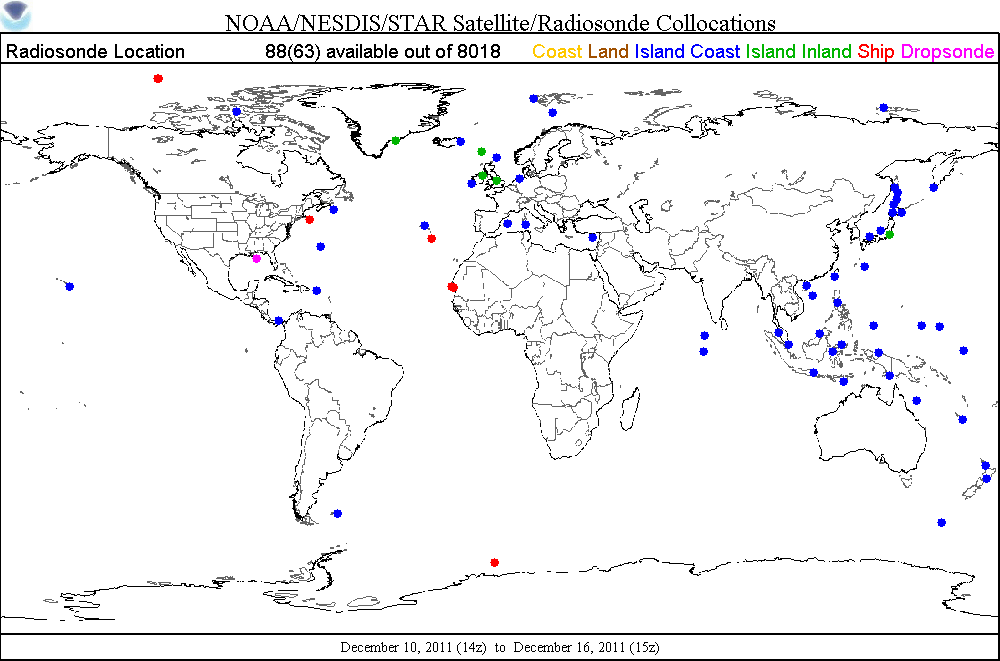 NOAA/NESDIS/STAR Satellite/Radiosonde Collocations
Radiosonde Location 88(63) available out of 8018 Coast Land Island Coast Island Inland Ship Dropsonde
December 10, 2011 (14z) to December 16, 2011 (15z)